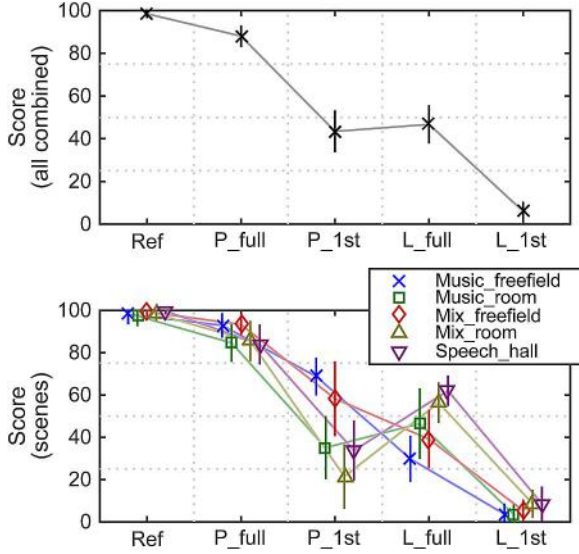 100
80
60
40
20
0
Score
(all combined)
Ref P_full P_1st L_full L_1st
Music_freefield
Music_room
Mix_freefield
Mix_room
Speech_hall
100
80
60
40
20
0
Score
(scenes)
Ref P_full P_1st L_full L_1st